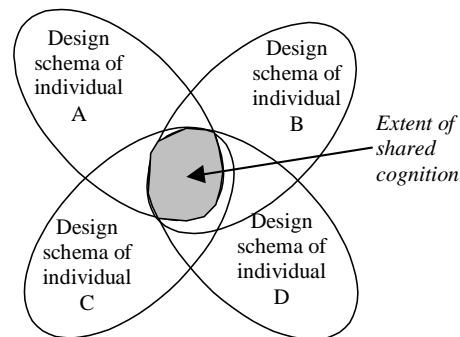 Design
schema of
individual
A
Design
schema of
individual
B
Extent of
shared
cognition
Design
schema of
individual
C
Design
schema of
individual
D